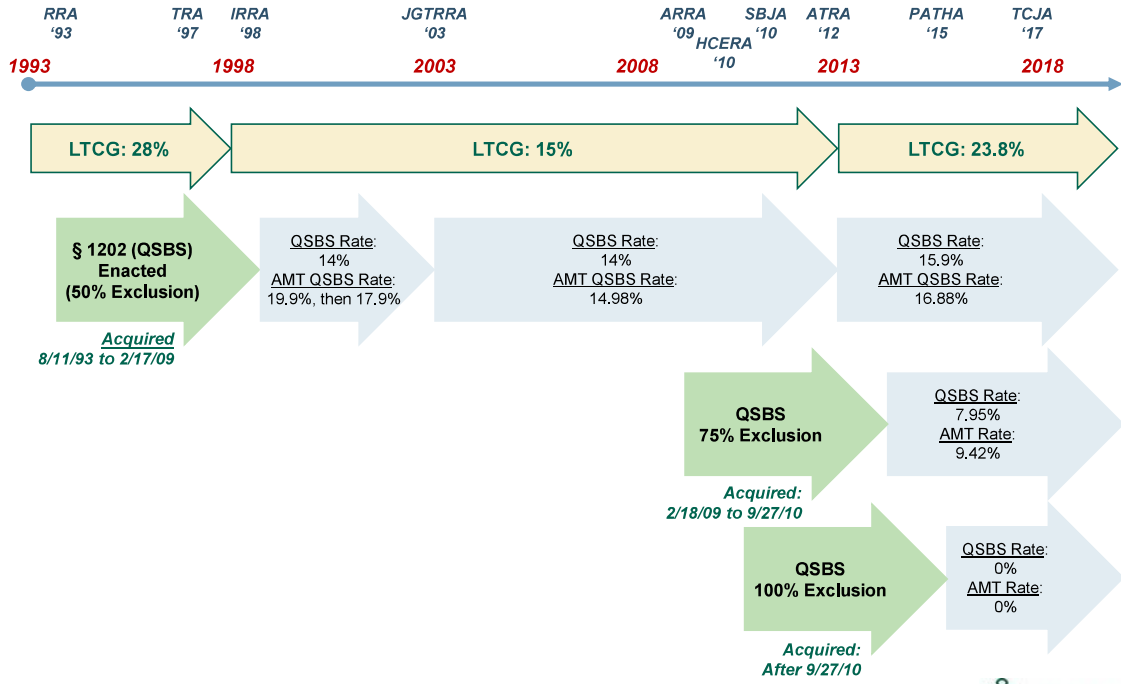 RRA
‘93
TRA
‘97
IRRA
‘98
JGTRRA
‘03
ARRA
‘09
HCERA
‘10
SBJA
‘10
ATRA
‘12
PATHA
‘15
TCJA
‘17
1993
1998
2003
2008
2013
2018
LTCG: 28%
LTCG: 15%
LTCG: 23.8%
§ 1202 (QSBS)
Enacted
(50% Exclusion)
Acquired
8/11/93 to 2/17/09
QSBS Rate:
14%
AMT QSBS Rate:
19.9%, then 17.9%
QSBS Rate:
14%
AMT QSBS Rate:
14.98%
QSBS Rate:
15.9%
AMT QSBS Rate:
16.88%
QSBS
75% Exclusion
Acquired:
2/18/09 to 9/27/10
QSBS Rate:
7.95%
AMT Rate:
9.42%
QSBS
100% Exclusion
Acquired:
After 9/27/10
QSBS Rate:
0%
AMT Rate:
0%